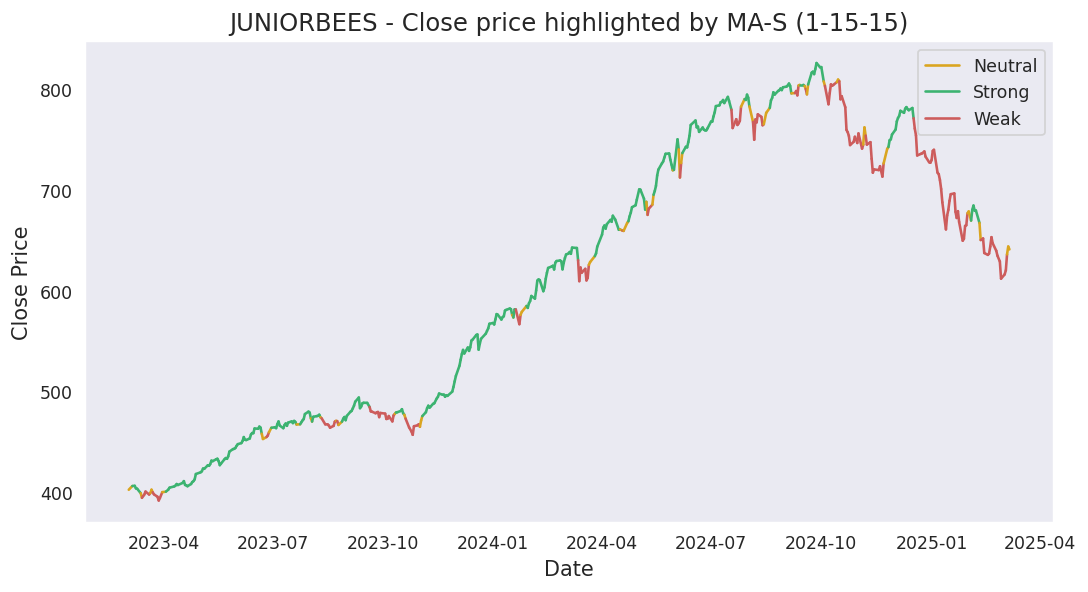 JUNIORBEES - Close price highlighted by MA-S (1-15-15)
Neutral
Strong
Weak
Close Price
800
700
600
500
400
2023-04 2023-07 2023-10 2024-01 2024-04 2024-07 2024-10 2025-01 2025-04
Date